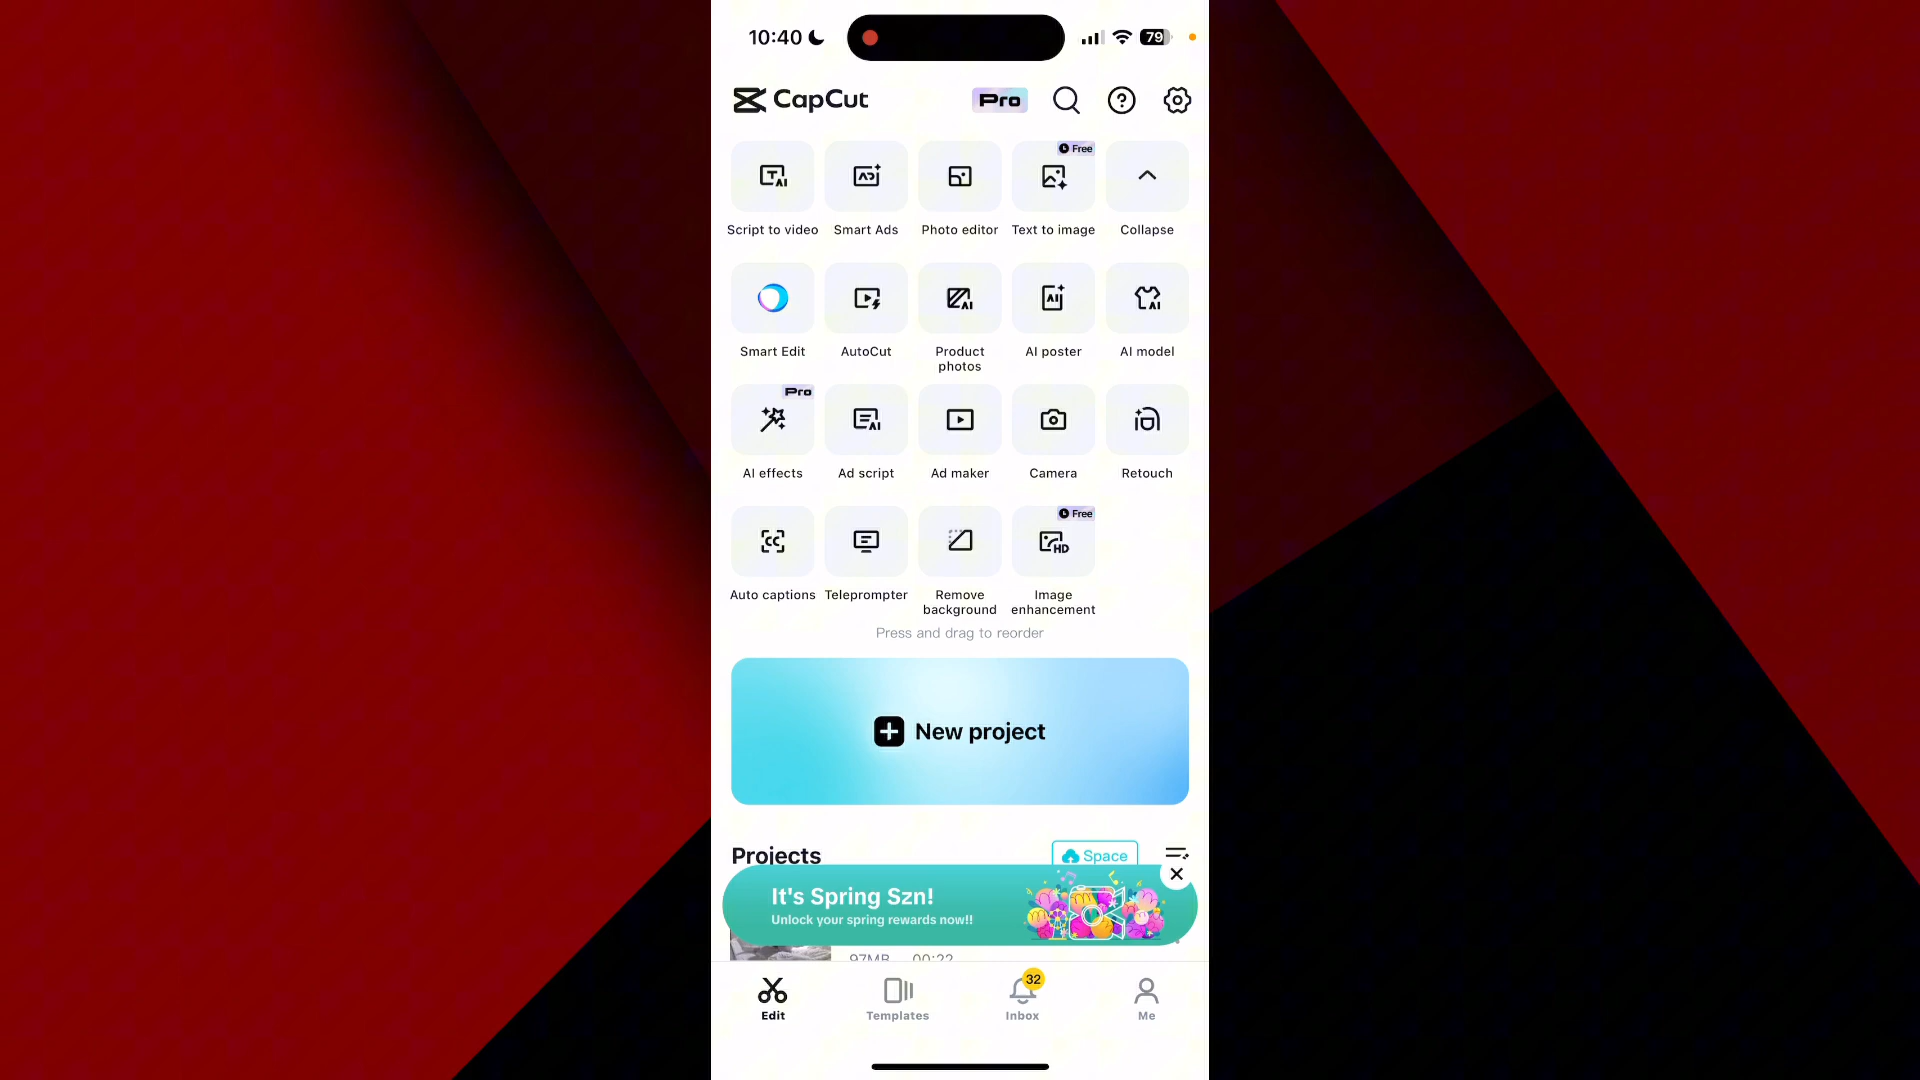 10:40
79
CapCut
Pro
Free
Script to video
Smart Ads
Photo editor
Text to image
Collapse
Smart Edit
AutoCut
Product
photos
AI poster
AI model
Pro
AI effects
Ad script
Ad maker
Camera
Retouch
Free
Auto captions
Teleprompter
Remove
background
Image
enhancement
Press and drag to reorder
New project
Projects
Space
It's Spring Szn!
Unlock your spring rewards now!!
97MB 00:22
32
Edit
Templates
Inbox
Me